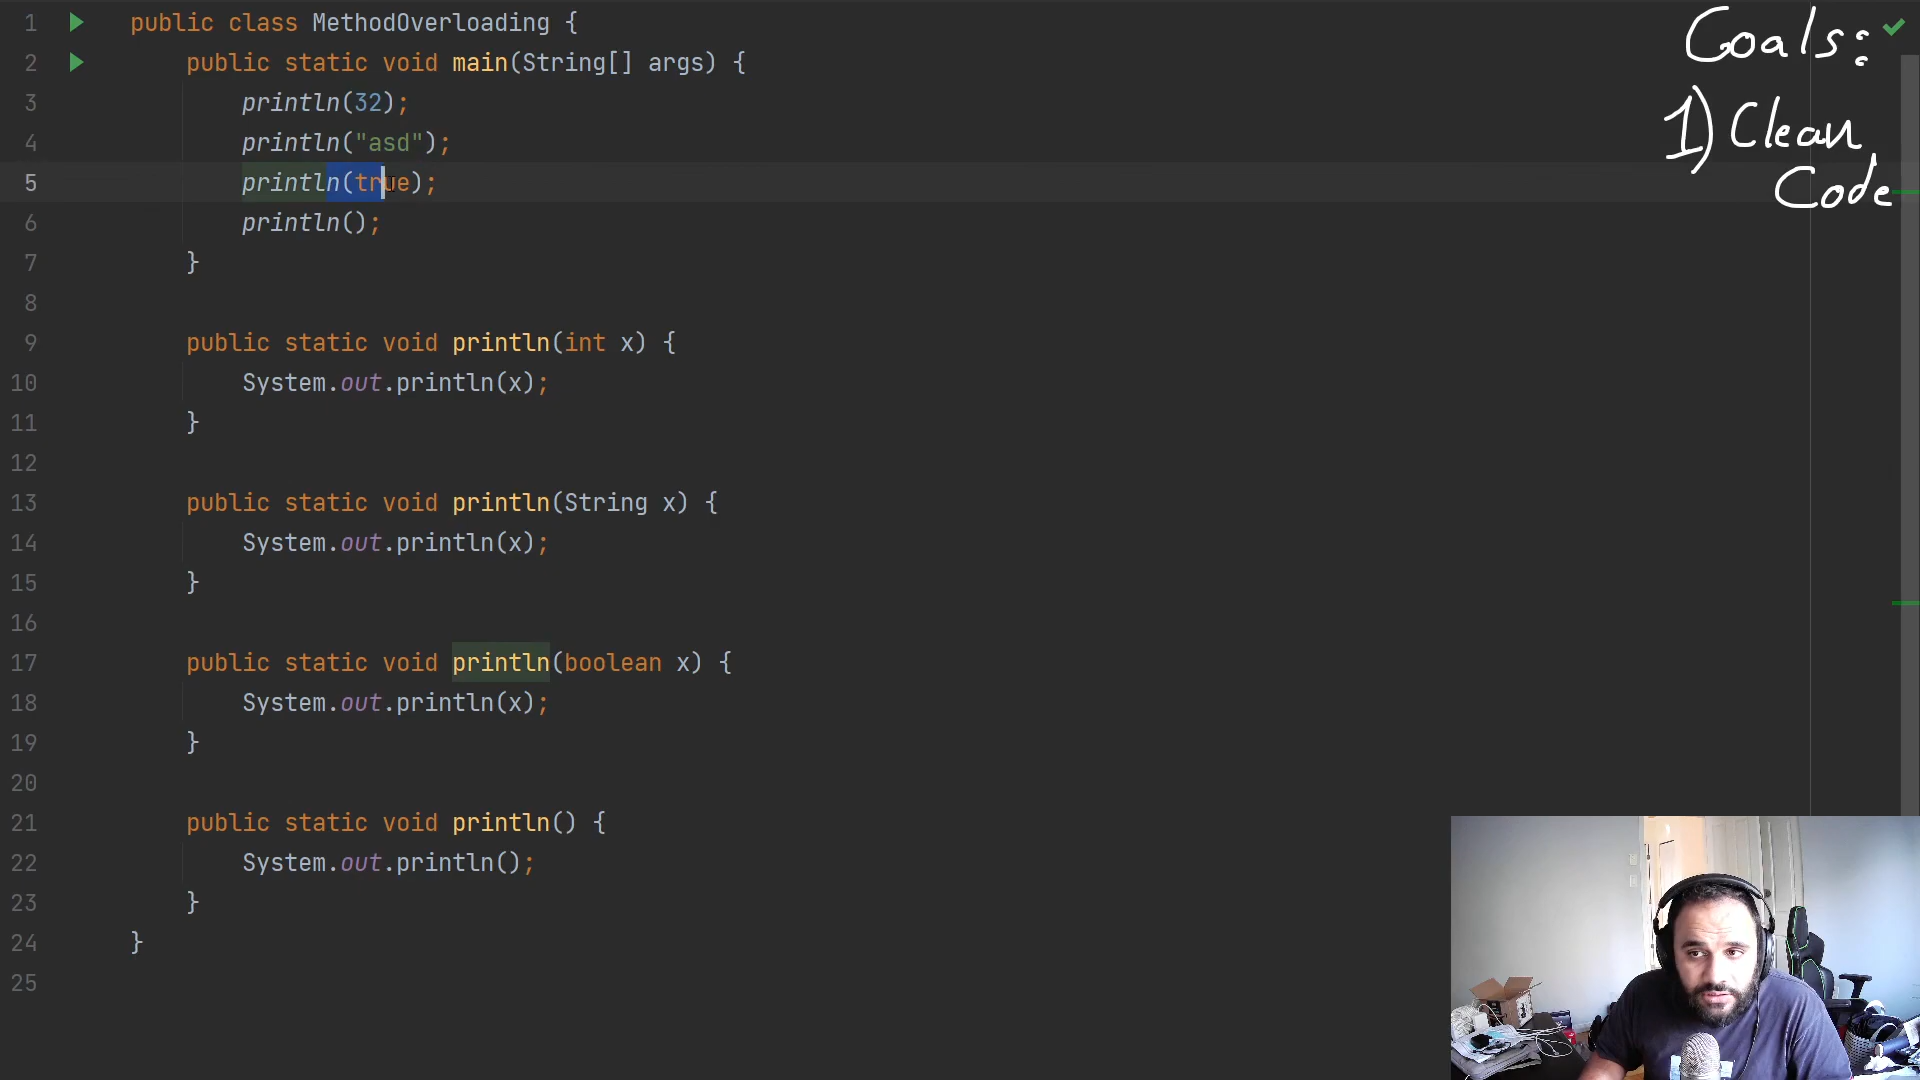 1 public class MethodOverloading {
2 public static void main(String[] args) {
3 println(32);
4 println("asd");
5 println(true);
6 println();
7 }
8
9 public static void println(int x) {
10 System.out.println(x);
11 }
12
13 public static void println(String x) {
14 System.out.println(x);
15 }
16
17 public static void println(boolean x) {
18 System.out.println(x);
19 }
20
21 public static void println() {
22 System.out.println();
23 }
24 }
25
Goals:
1) Clean
Code